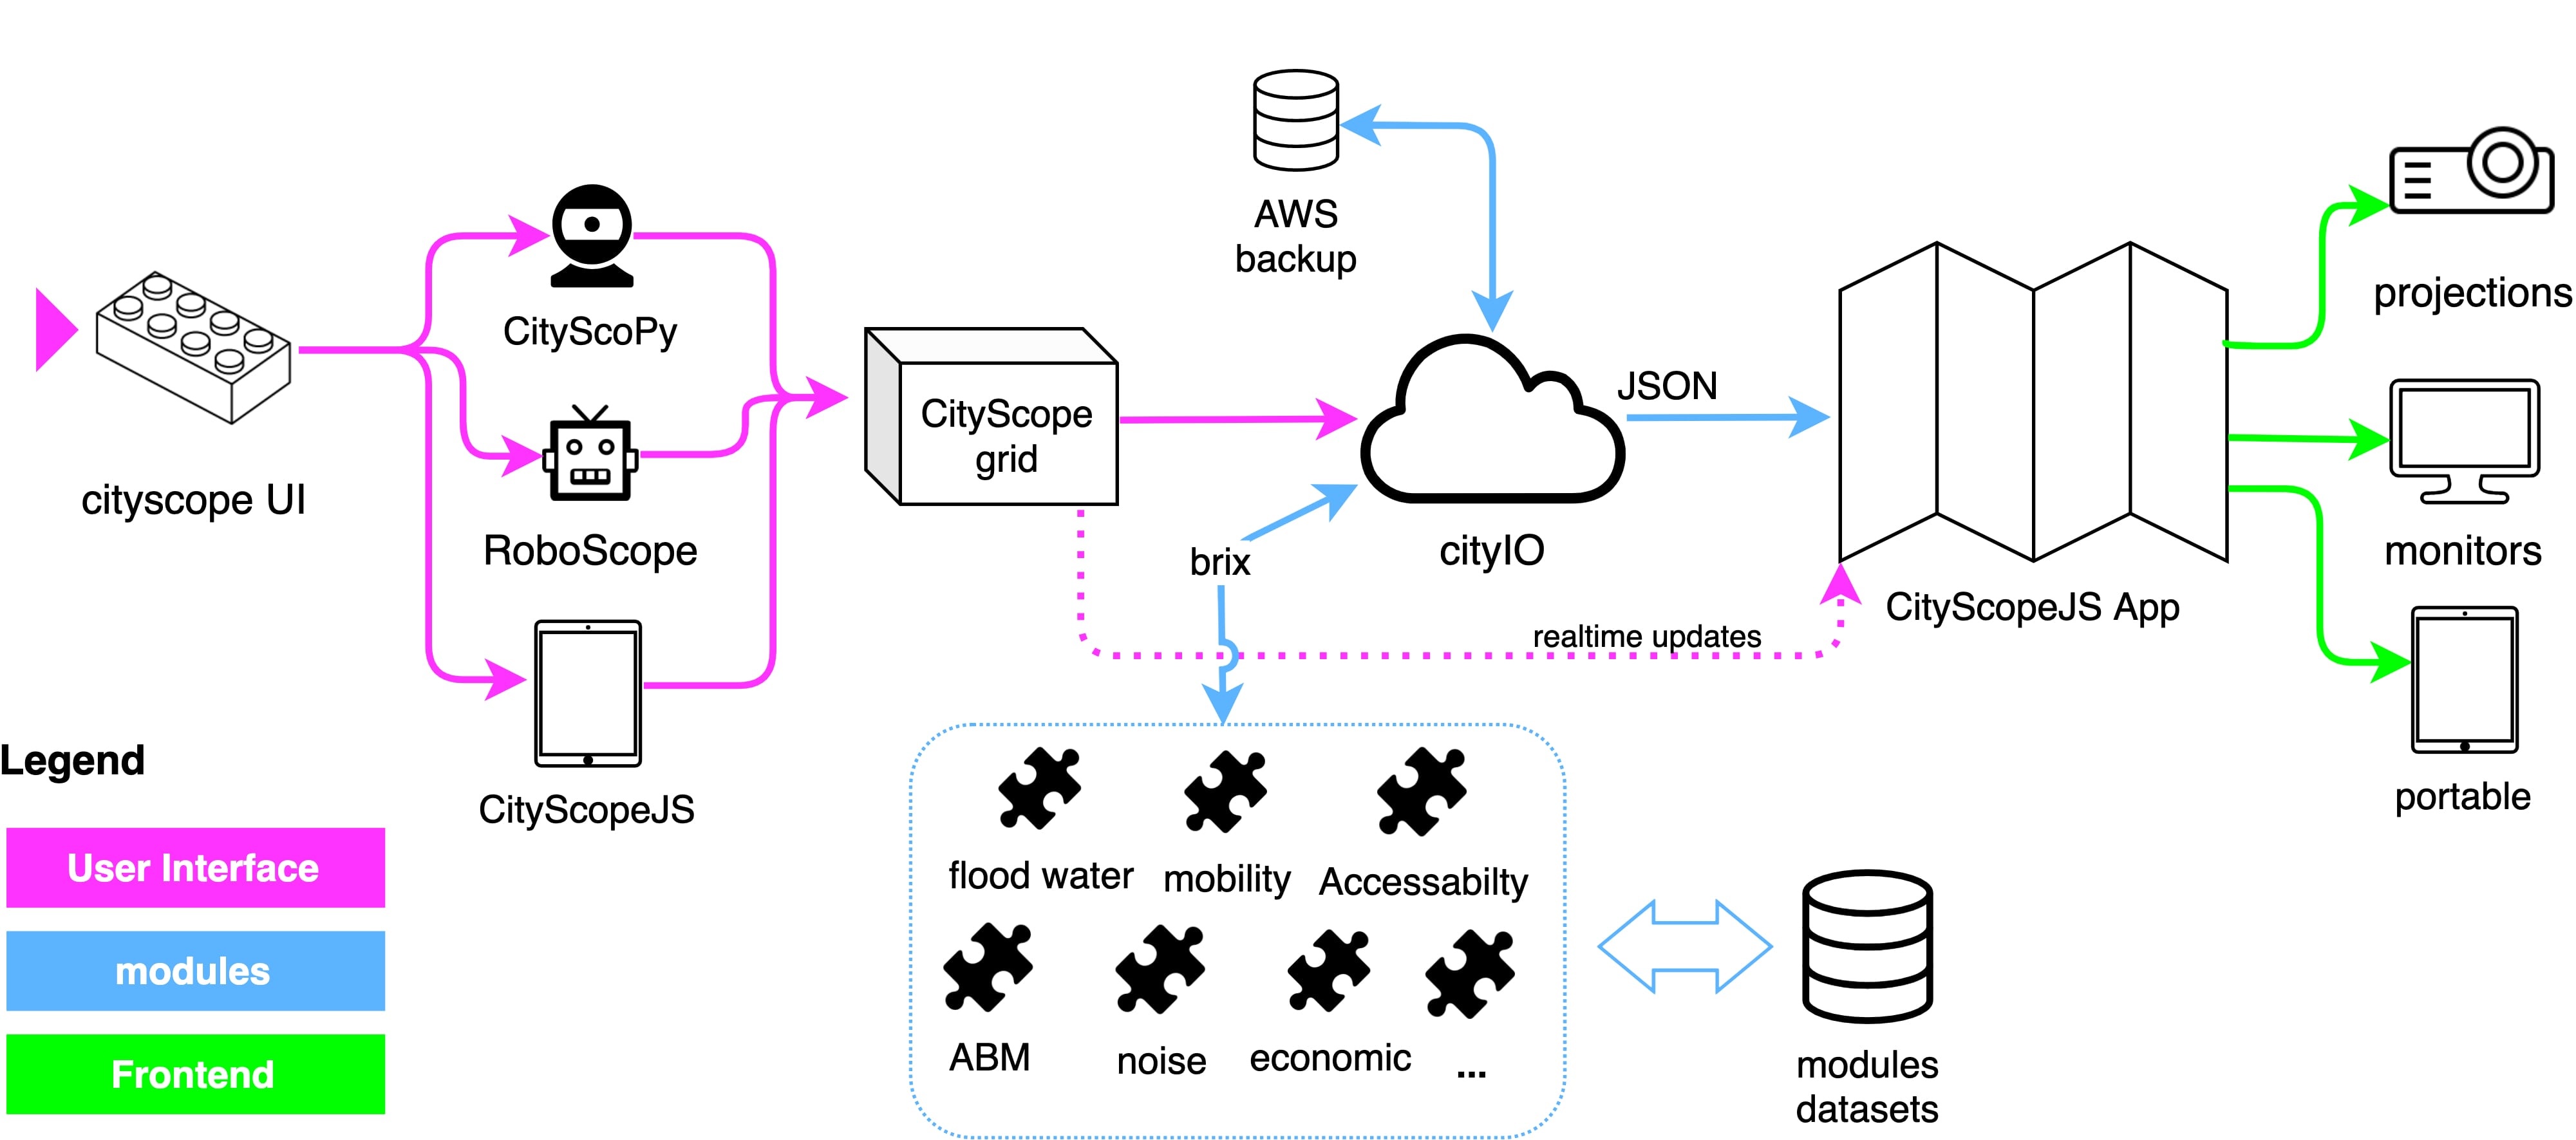 AWS
backup
projections
CityScoPy
cityscope UI
CityScope
grid
JSON
RoboScope
brix
cityIO
monitors
CityScopeJS App
realtime updates
CityScopeJS
portable
Legend
User Interface
modules
Frontend
flood water
mobility
Accessabilty
ABM
noise
economic
...
modules
datasets